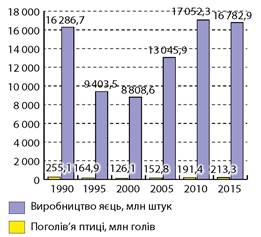 17 052,3 16 782,9
18 000
16 286,7
16 000
14 000
13 045,9
12 000
10 000
9 403,5
8 808,6
8 000
6 000
4 000
2 000
255,1 164,9 126,1 152,8 191,4 213,3
0
1990 1995 2000 2005 2010 2015
Виробництво яєць, млн штук
Поголів’я птиці, млн голів